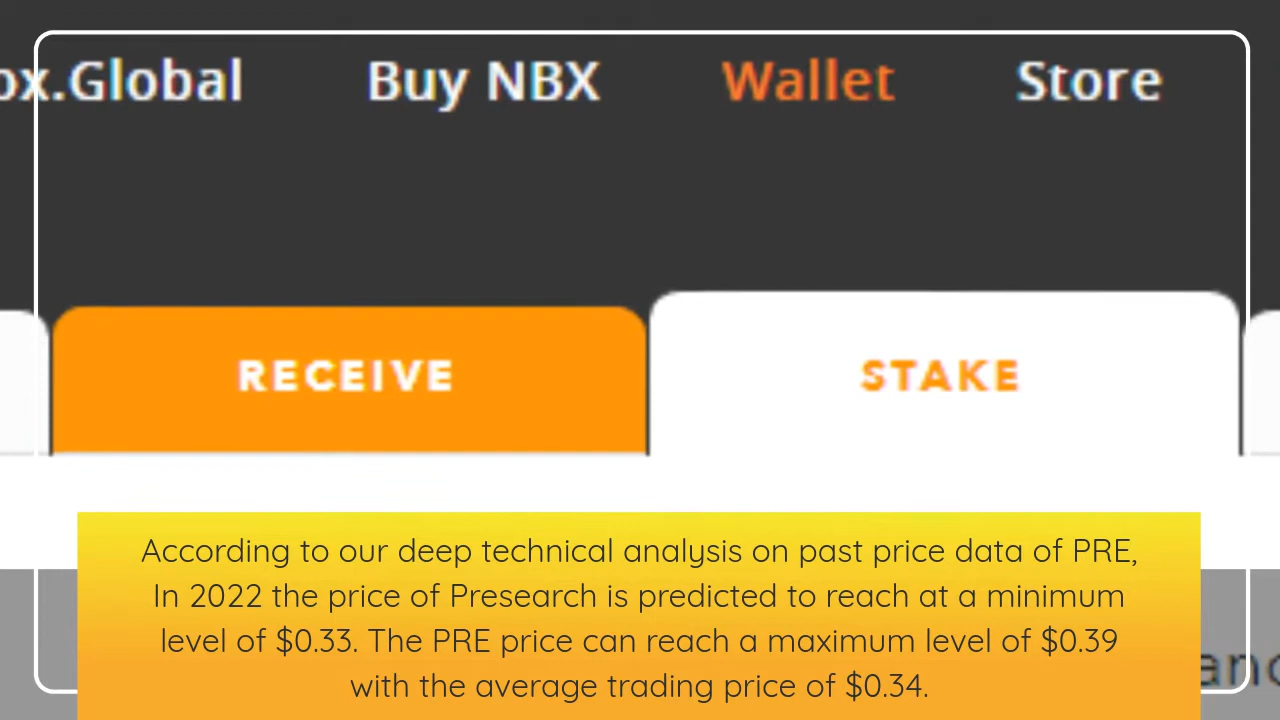 ox.Global Buy NBX Wallet Store
RECEIVE STAKE
According to our deep technical analysis on past price data of PRE,
In 2022 the price of Presearch is predicted to reach at a minimum
level of $0.33. The PRE price can reach a maximum level of $0.39
with the average trading price of $0.34.